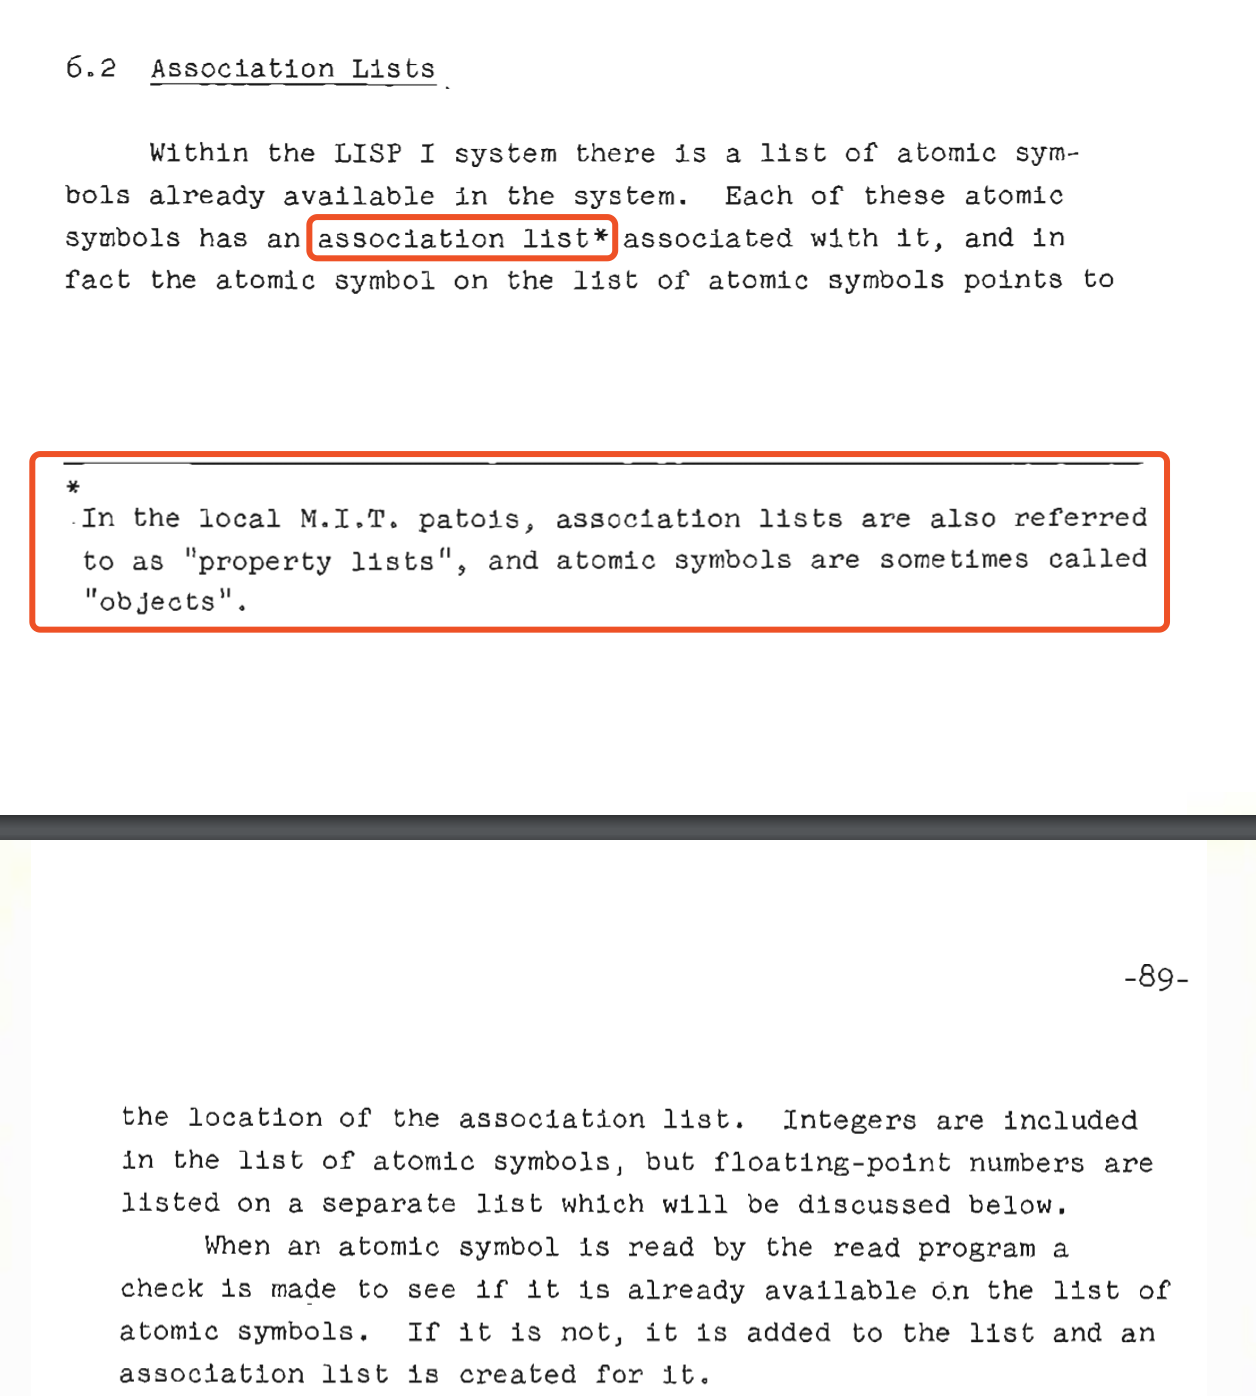 6.2 Association Lists
Within the LISP I system there is a list of atomic sym-
bols already available in the system. Each of these atomic
symbols has an association list* associated with it, and in
fact the atomic symbol on the list of atomic symbols points to
*
In the local M.I.T. patois, association lists are also referred
to as "property lists", and atomic symbols are sometimes called
"objects".
-89-
the location of the association list. Integers are included
in the list of atomic symbols, but floating-point numbers are
listed on a separate list which will be discussed below.
When an atomic symbol is read by the read program a
check is made to see if it is already available on the list of
atomic symbols. If it is not, it is added to the list and an
association list is created for it.